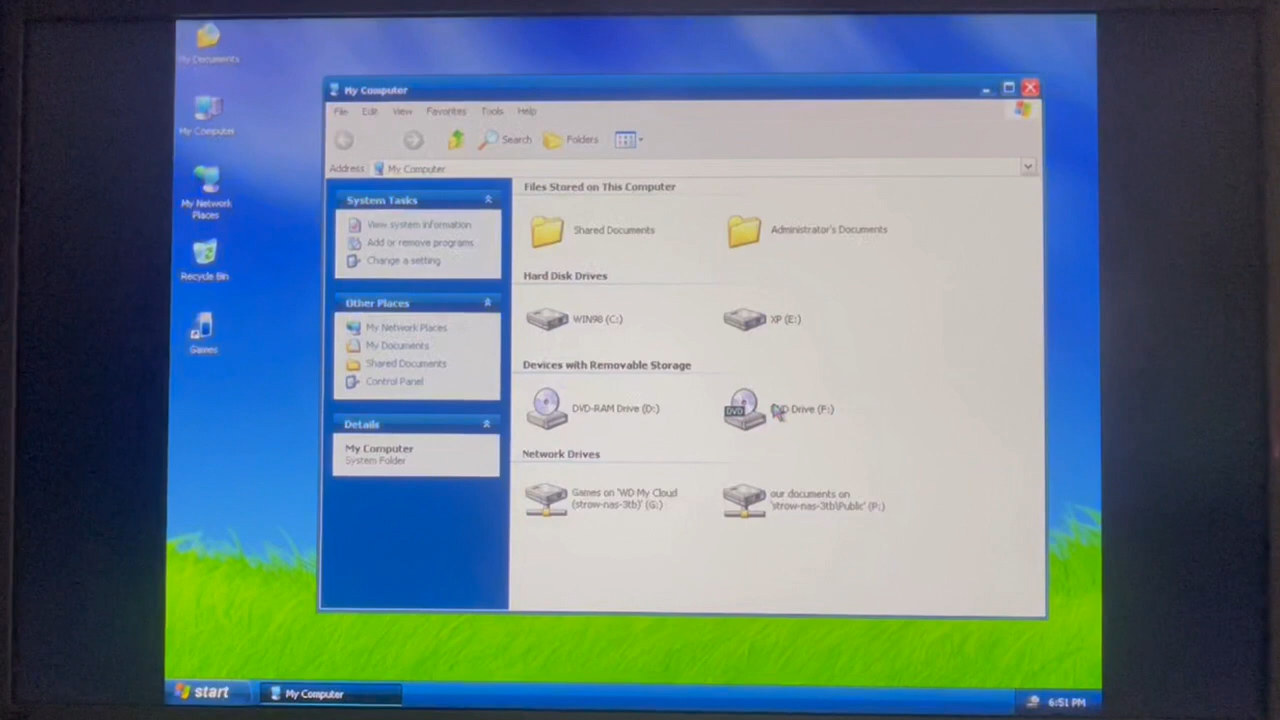 My Documents
My Computer
My Network
Places
Recycle Bin
Games
My Computer
File Edit View Favorites Tools Help
Search Folders
Address My Computer
System Tasks
View system information
Add or remove programs
Change a setting
Other Places
My Network Places
My Documents
Shared Documents
Control Panel
Details
My Computer
System Folder
Files Stored on This Computer
Shared Documents Administrator's Documents
Hard Disk Drives
WIN98 (C:) XP (E:)
Devices with Removable Storage
DVD-RAM Drive (D:) DVD Drive (F:)
Network Drives
Games on 'WD My Cloud
(strow-nas-3tb)' (G:)
our documents on
'strow-nas-3tb\Public' (P:)
start My Computer 6:51 PM